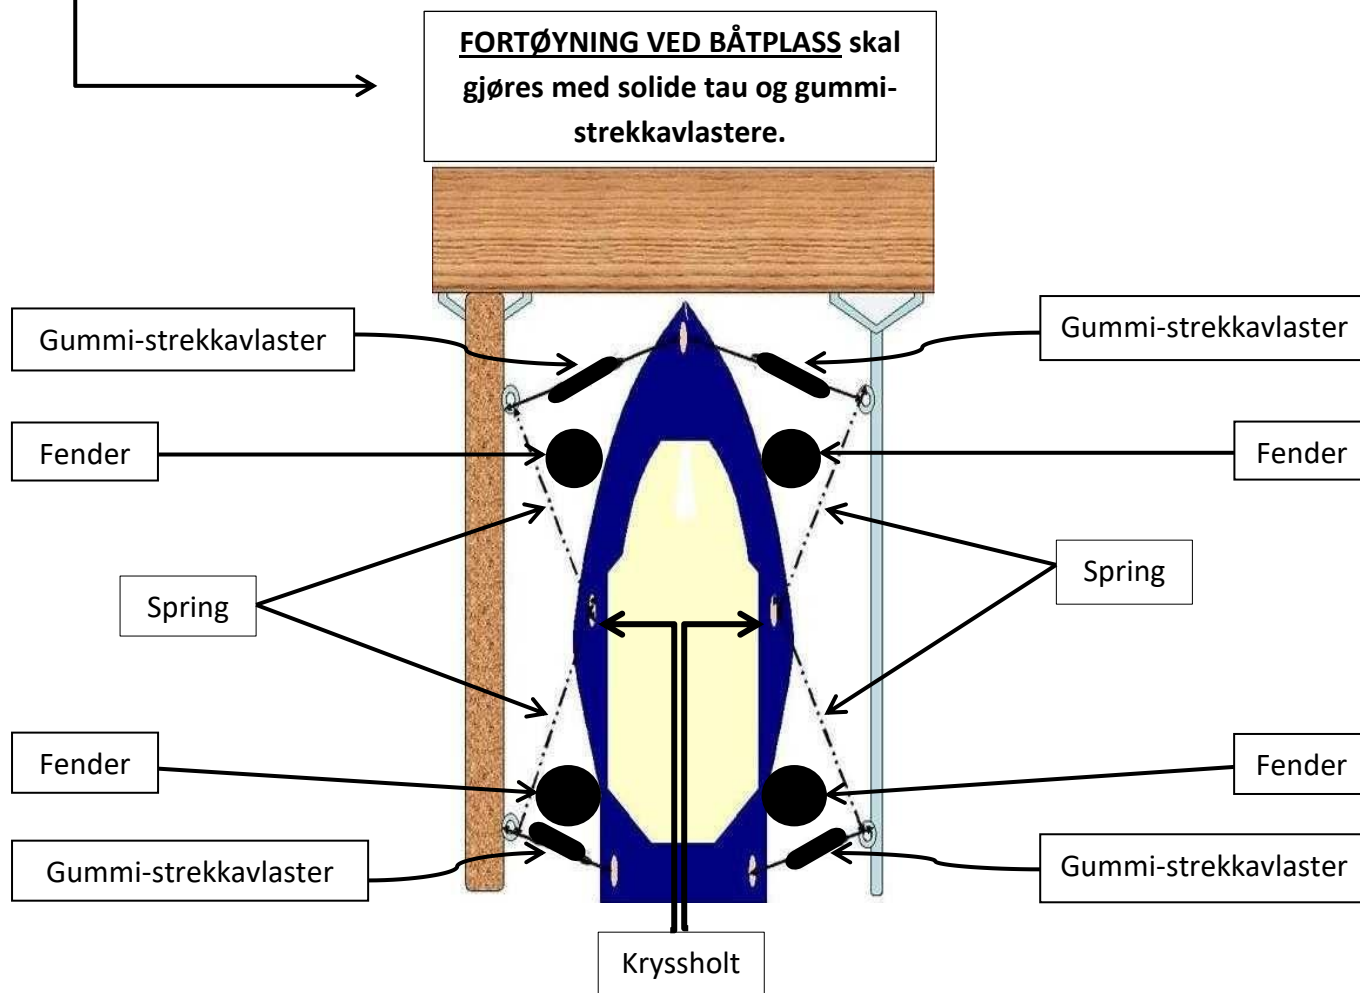 FORTØYNING VED BÅTPLASS skal
gjøres med solide tau og gummi-
strekkavlastere.
Gummi-strekkavlaster
Gummi-strekkavlaster
Fender
Fender
Spring
Spring
Fender
Fender
Gummi-strekkavlaster
Gummi-strekkavlaster
Kryssholt